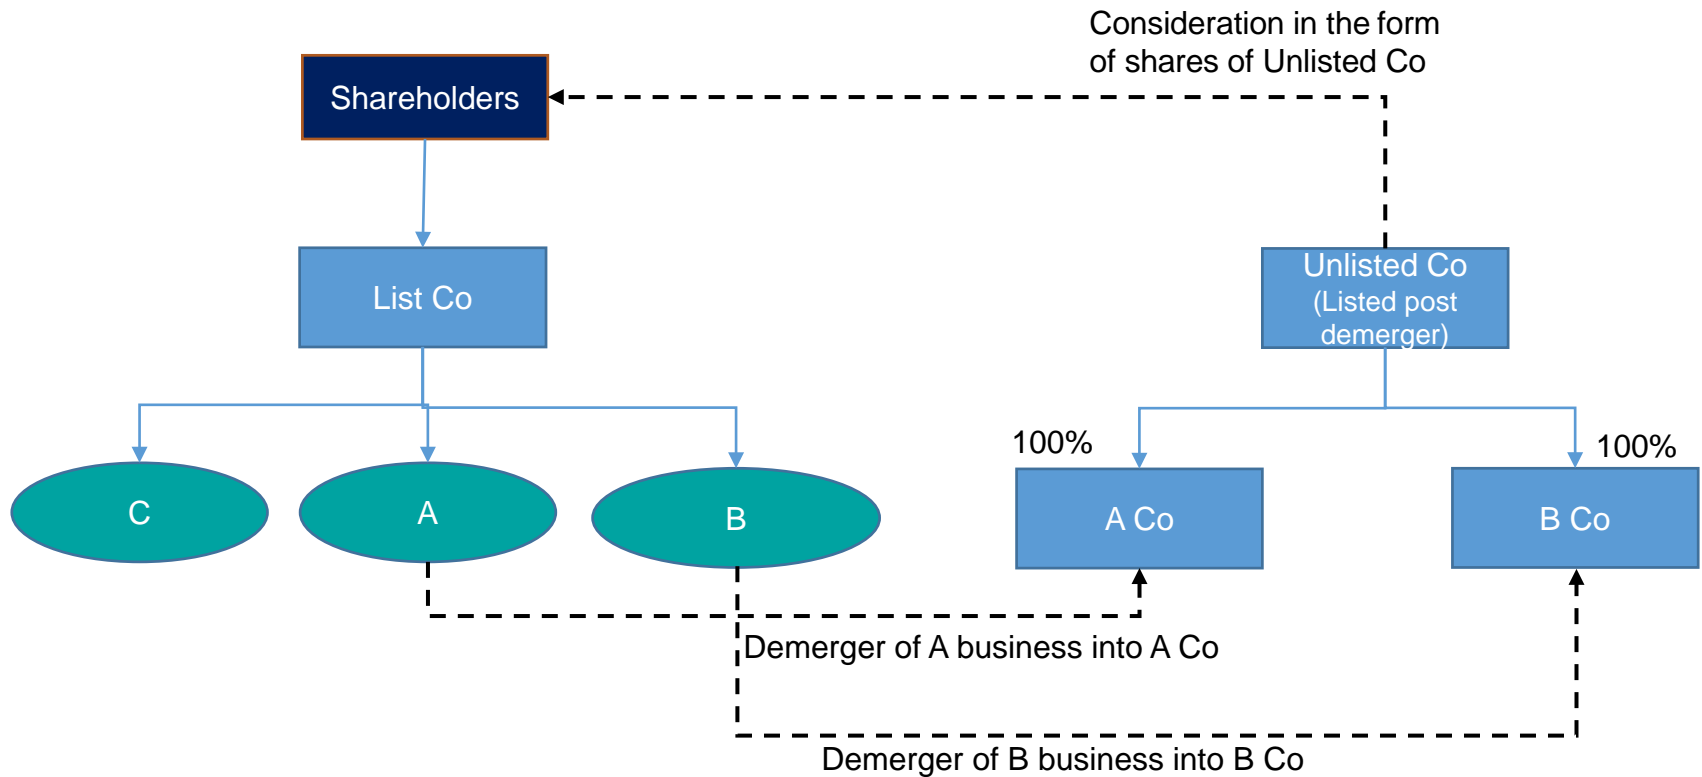 Consideration in the form
of shares of Unlisted Co
Shareholders
List Co
Unlisted Co
(Listed post
demerger)
100%
100%
C
A
B
A Co
B Co
Demerger of A business into A Co
Demerger of B business into B Co